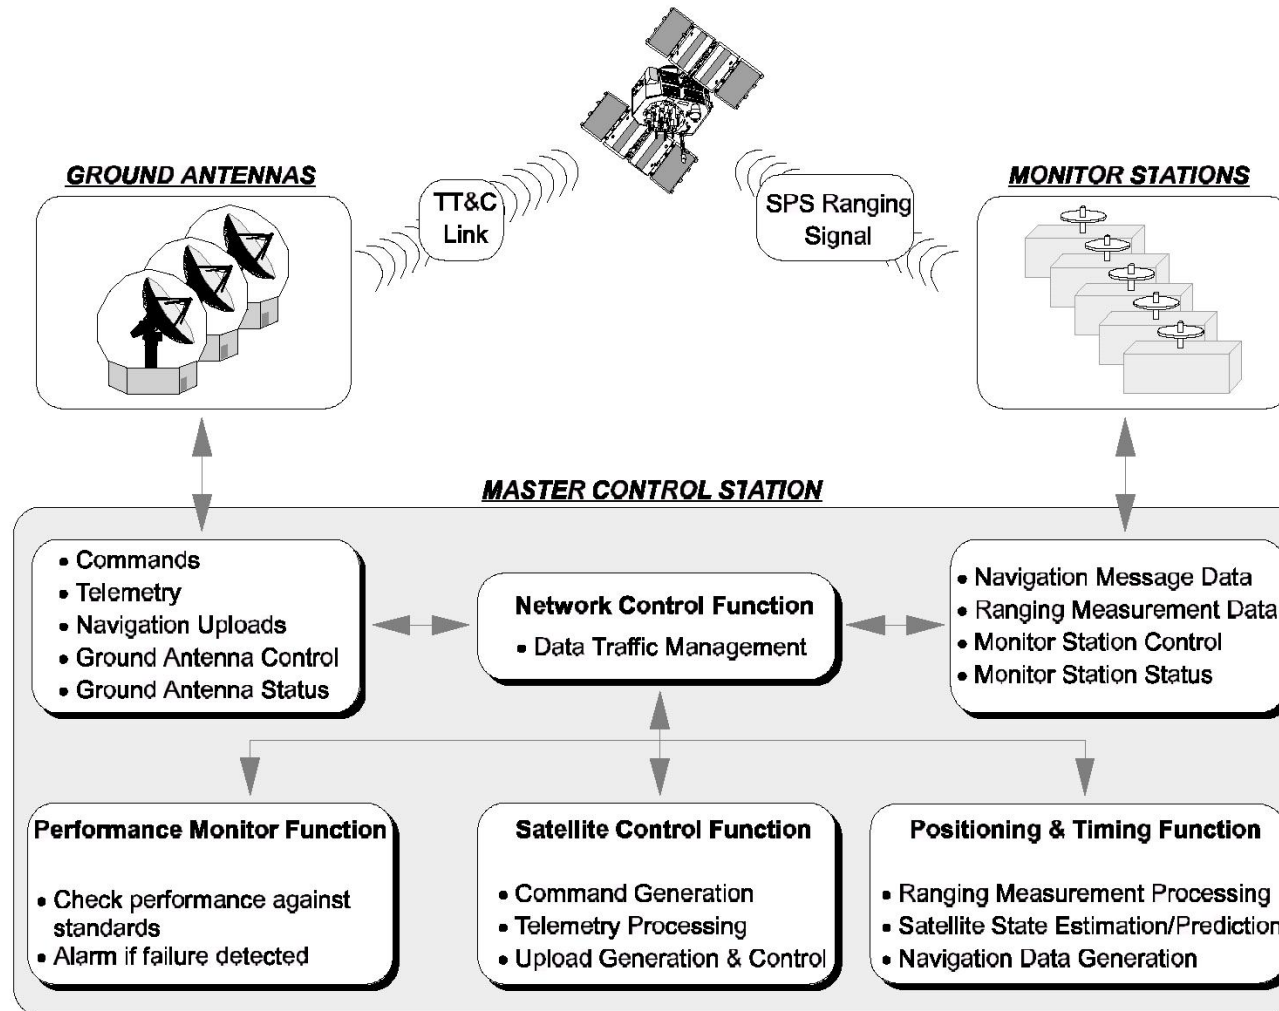 GROUND ANTENNAS
TT&C
Link
SPS Ranging
Signal
MONITOR STATIONS
MASTER CONTROL STATION
• Commands
• Telemetry
• Navigation Uploads
• Ground Antenna Control
• Ground Antenna Status
Network Control Function
• Data Traffic Management
• Navigation Message Data
• Ranging Measurement Data
• Monitor Station Control
• Monitor Station Status
Performance Monitor Function
• Check performance against
standards
• Alarm if failure detected
Satellite Control Function
• Command Generation
• Telemetry Processing
• Upload Generation & Control
Positioning & Timing Function
• Ranging Measurement Processing
• Satellite State Estimation/Prediction
• Navigation Data Generation